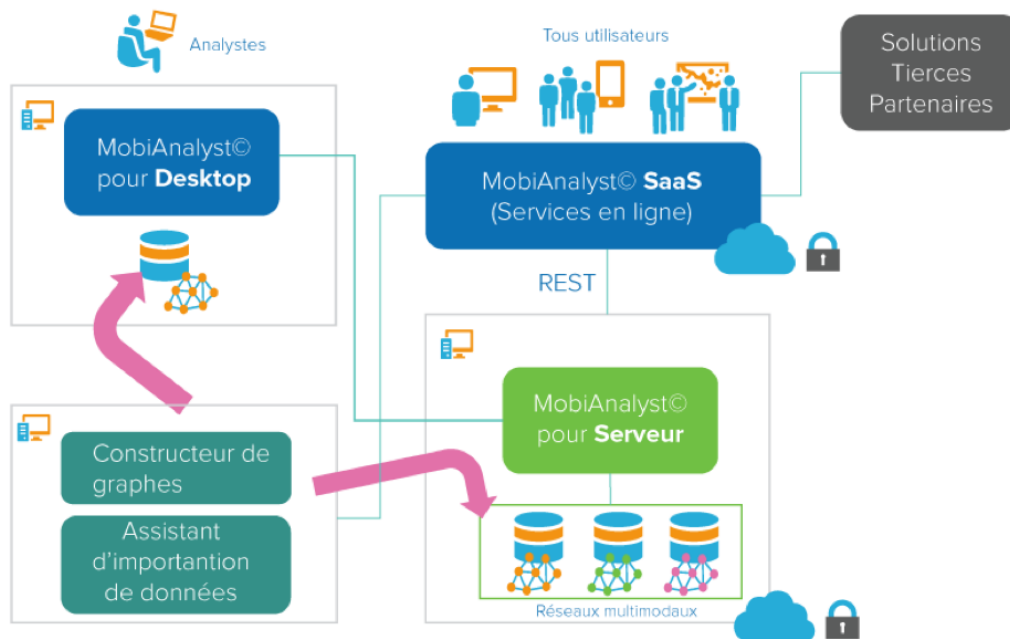 Analystes
Tous utilisateurs
Solutions
Tierces
Partenaires
MobiAnalyst©
pour Desktop
MobiAnalyst© SaaS
(Services en ligne)
REST
MobiAnalyst©
pour Serveur
Constructeur de
graphes
Assistant
d'importantion
de données
Réseaux multimodaux